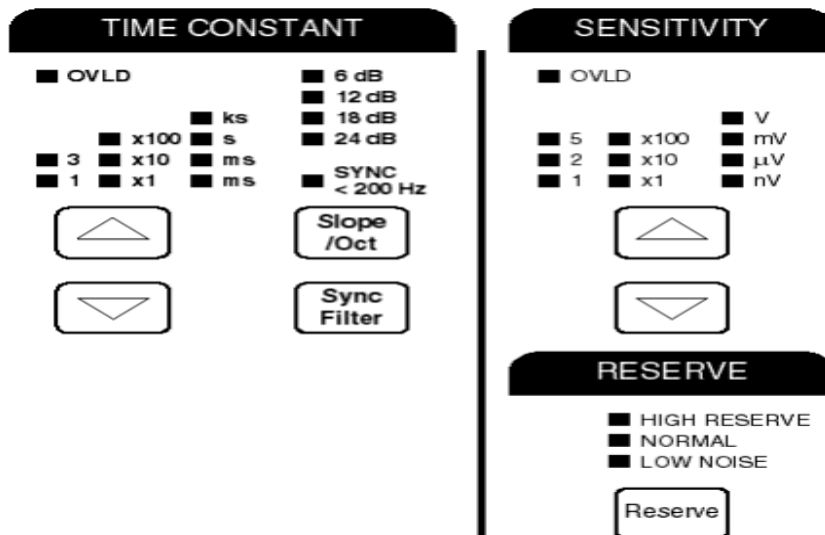 TIME CONSTANT
OVLD
6 dB
12 dB
18 dB
24 dB
ks
x100 s
3 x10 ms
1 x1 ms
SYNC
< 200 Hz
Slope
/Oct
Sync
Filter
SENSITIVITY
OVLD
V
5 x100 mV
2 x10 μV
1 x1 nV
RESERVE
HIGH RESERVE
NORMAL
LOW NOISE
Reserve